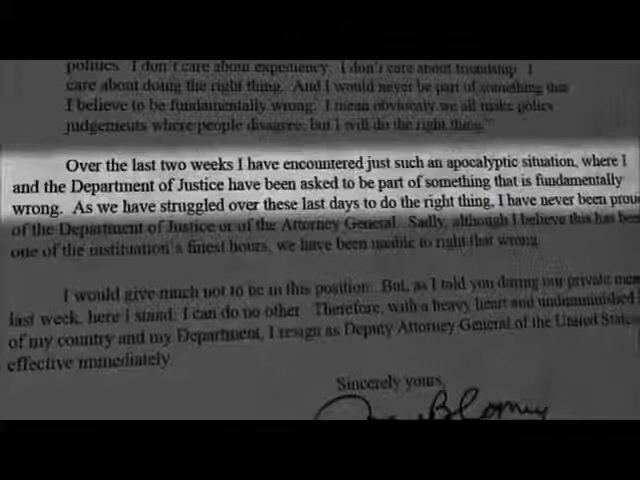 politics. I don't care about expediency. I don't care about friendship. I
care about doing the right thing. And I would never be part of something that
I believe to be fundamentally wrong. I mean obviously we all make policy
judgements where people disagree, but I will do the right thing."
Over the last two weeks I have encountered just such an apocalyptic situation, where I
and the Department of Justice have been asked to be part of something that is fundamentally
wrong. As we have struggled over these last days to do the right thing, I have never been prou
of the Department of Justice or of the Attorney General. Sadly, although I believe this has bee
one of the institution's finest hours, we have been unable to right that wrong.
I would give much not to be in this position. But, as I told you during our private mee
last week, here I stand; I can do no other. Therefore, with a heavy heart and undiminished
of my country and my Department, I resign as Deputy Attorney General of the United States
effective immediately.
Sincerely yours,